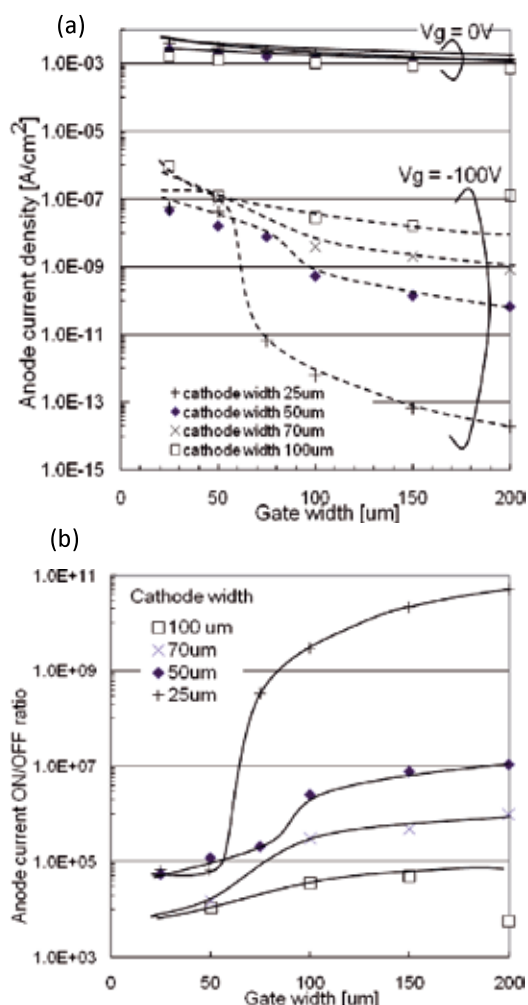 (a)
Vg = 0V
1.0E-03
1.0E-05
1.0E-07
Vg = -100V
1.0E-09
1.0E-11
1.0E-13
1.0E-15
Anode current density [A/cm²]
cathode width 25um
cathode width 50um
cathode width 70um
cathode width 100um
0 50 100 150 200
Gate width [um]
(b)
1.0E+11
1.0E+09
1.0E+07
1.0E+05
1.0E+03
Anode current ON/OFF ratio
Cathode width
100 um
70um
50um
25um
0 50 100 150 200
Gate width [um]